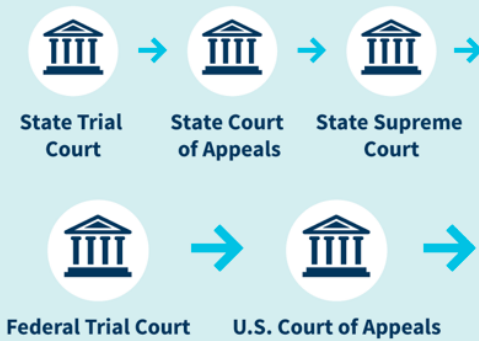 State Trial
Court
State Court
of Appeals
State Supreme
Court
Federal Trial Court
U.S. Court of Appeals